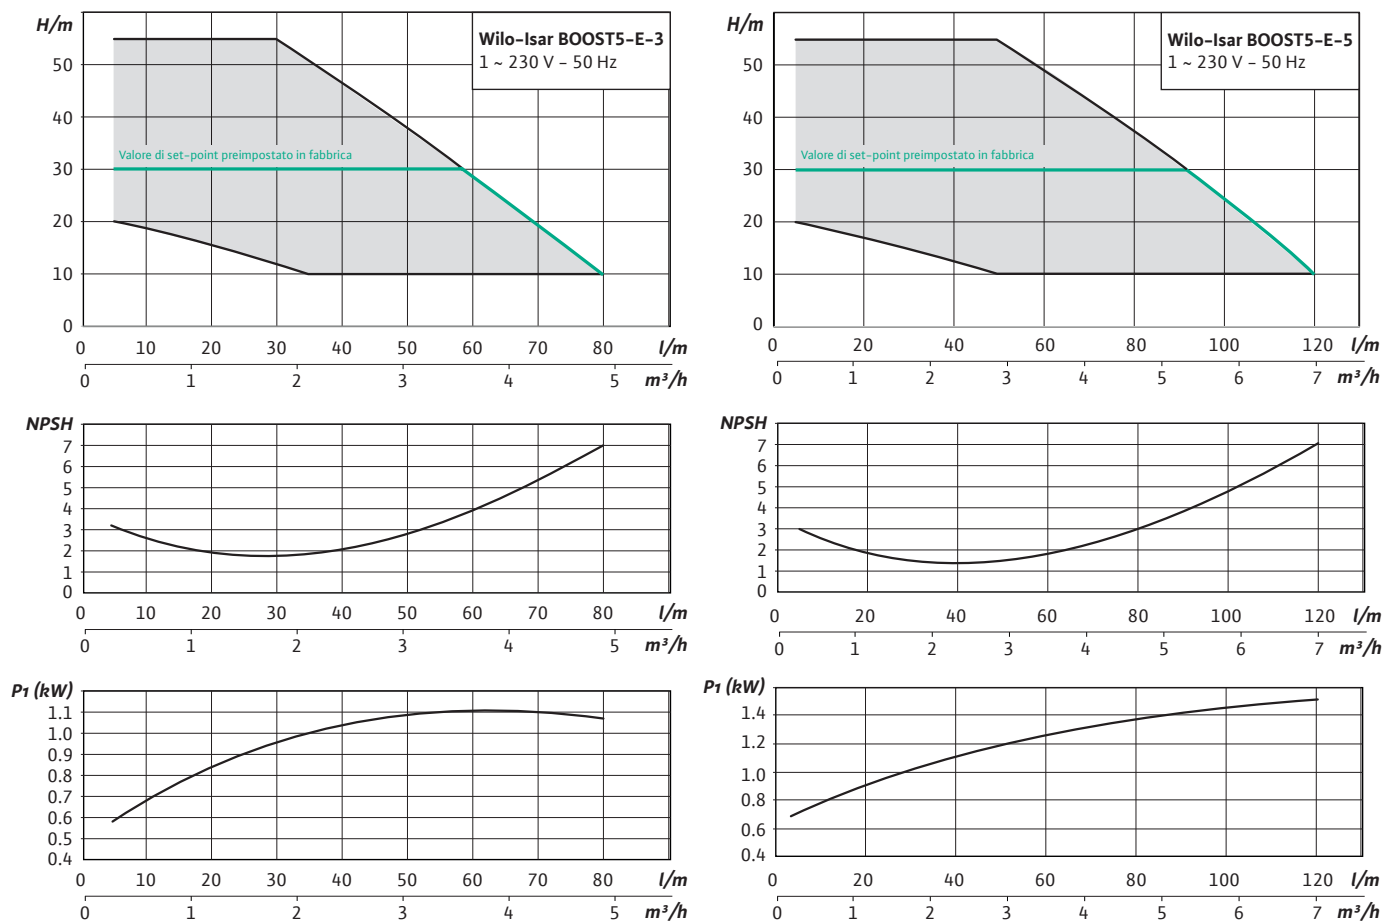 H/m
Wilo-Isar BOOST5-E-3
1 ~ 230 V - 50 Hz
50
40
30
20
10
0
Valore di set-point preimpostato in fabbrica
0 10 20 30 40 50 60 70 80 l/m
0 1 2 3 4 5 m³/h
H/m
Wilo-Isar BOOST5-E-5
1 ~ 230 V - 50 Hz
50
40
30
20
10
0
Valore di set-point preimpostato in fabbrica
0 20 40 60 80 100 120 l/m
0 1 2 3 4 5 6 7 m³/h
NPSH
7
6
5
4
3
2
1
0
0 10 20 30 40 50 60 70 80 l/m
0 1 2 3 4 5 m³/h
NPSH
7
6
5
4
3
2
1
0
0 20 40 60 80 100 120 l/m
0 1 2 3 4 5 6 7 m³/h
P1 (kW)
1.1
1.0
0.9
0.8
0.7
0.6
0.5
0.4
0 10 20 30 40 50 60 70 80 l/m
0 1 2 3 4 5 m³/h
P1 (kW)
1.4
1.2
1.0
0.8
0.6
0.4
0 20 40 60 80 100 120 l/m
0 1 2 3 4 5 6 7 m³/h